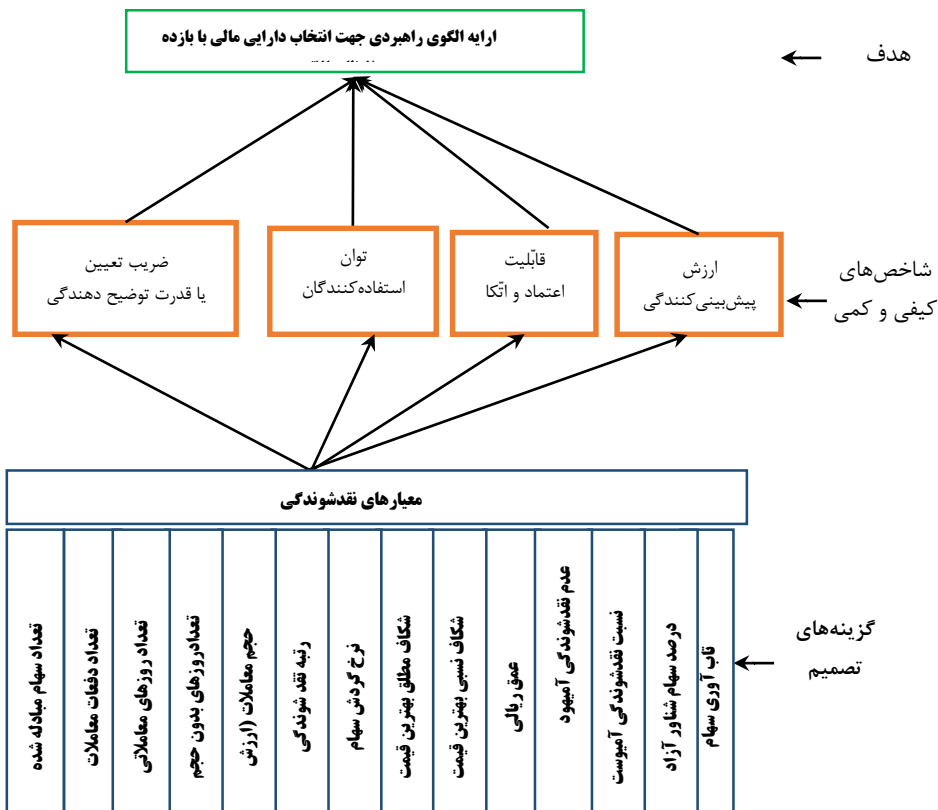 ارایه الگوی راهبردی جهت انتخاب دارایی مالی با بازده
هدف
ارزش
پیش‌بینی‌کنندگی
قابّلیت
اعتماد و اتّکا
توان
استفاده‌کنندگان
ضریب تعیین
یا قدرت توضیح دهندگی
شاخص‌های
کیفی و کمی
معیارهای نقدشوندگی
تاب آوری سهام
درصد سهام شناور آزاد
نسبت نقدشوندگی آمیوست
عدم نقدشوندگی آمیهود
عمق ریالی
شکاف نسبی بهترین قیمت
شکاف مطلق بهترین قیمت
نرخ گردش سهام
رتبه نقد شوندگی
حجم معاملات (ارزش
تعدادروزهای بدون حجم
تعداد روزهای معاملاتی
تعداد دفعات معاملات
تعداد سهام مبادله شده
گزینه‌های
تصمیم